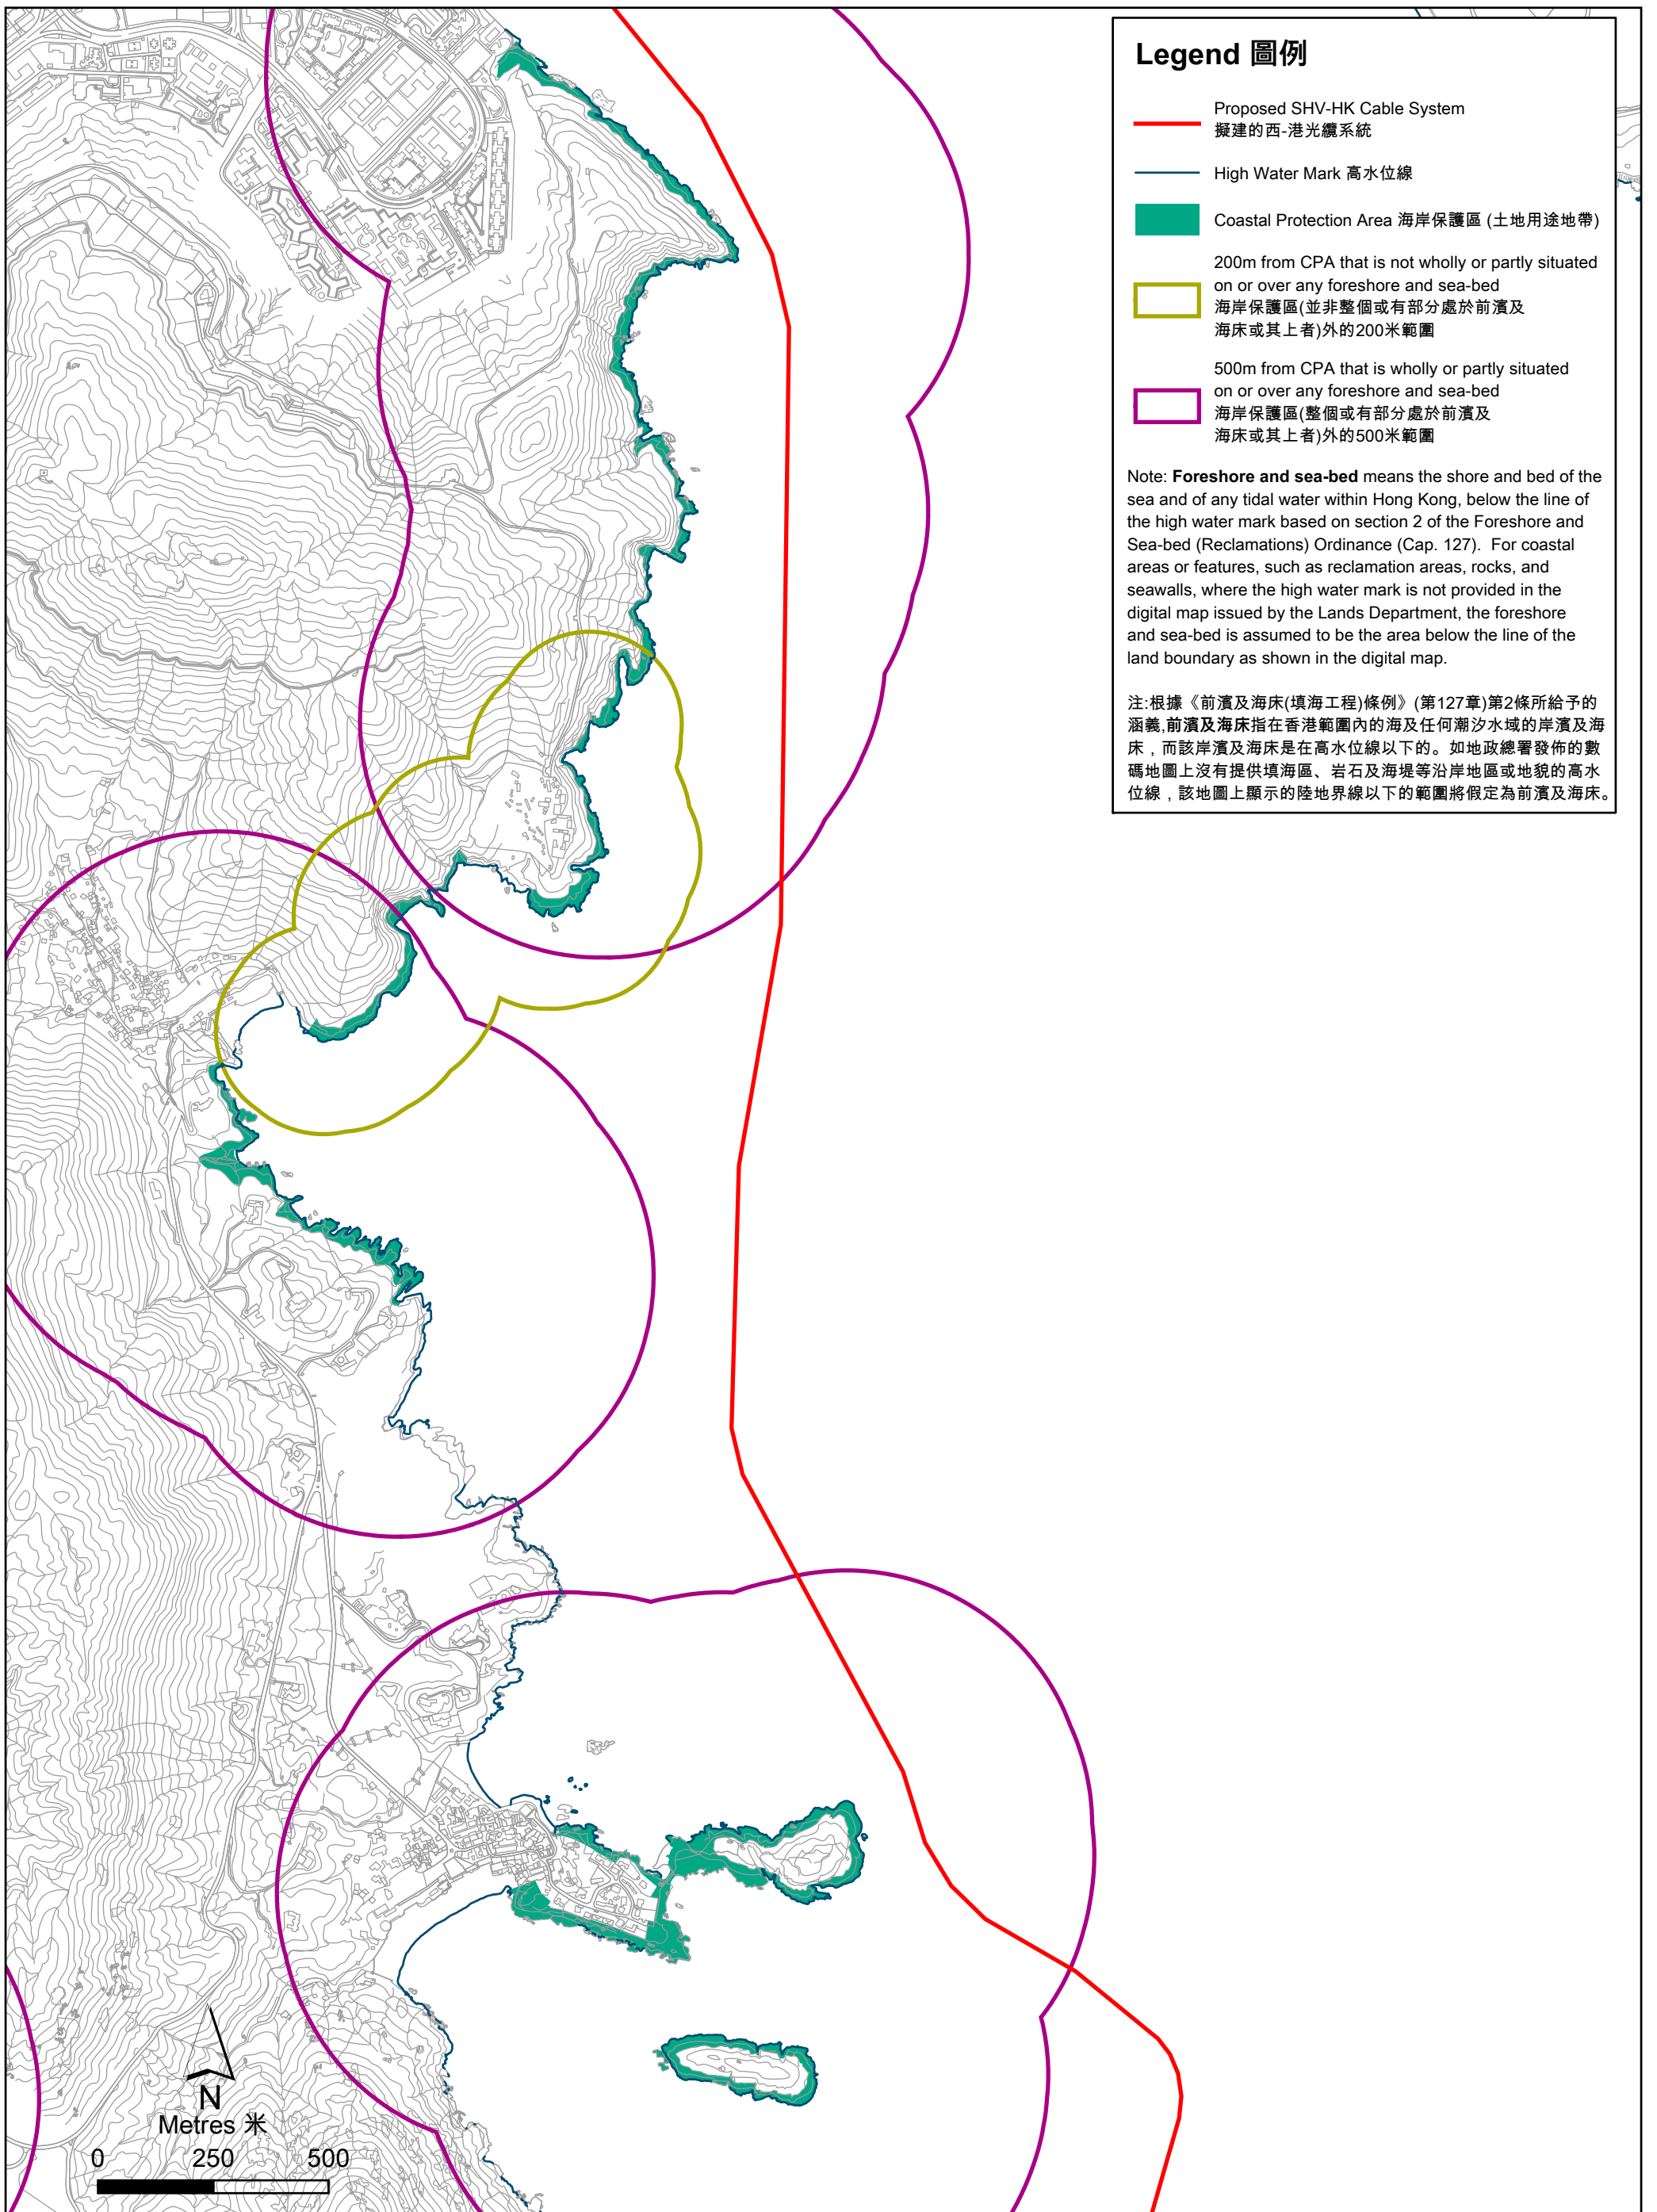 Legend 圖例
Proposed SHV-HK Cable System
擬建的西-港光纜系統
High Water Mark 高水位線
Coastal Protection Area 海岸保護區 (土地用途地帶)
200m from CPA that is not wholly or partly situated
on or over any foreshore and sea-bed
海岸保護區(並非整個或有部分處於前濱及
海床或其上者)外的200米範圍
500m from CPA that is wholly or partly situated
on or over any foreshore and sea-bed
海岸保護區(整個或有部分處於前濱及
海床或其上者)外的500米範圍
Note: Foreshore and sea-bed means the shore and bed of the
sea and of any tidal water within Hong Kong, below the line of
the high water mark based on section 2 of the Foreshore and
Sea-bed (Reclamations) Ordinance (Cap. 127). For coastal
areas or features, such as reclamation areas, rocks, and
seawalls, where the high water mark is not provided in the
digital map issued by the Lands Department, the foreshore
and sea-bed is assumed to be the area below the line of the
land boundary as shown in the digital map.
注:根據《前濱及海床(填海工程)條例》(第127章)第2條所給予的
涵義,前濱及海床指在香港範圍內的海及任何潮汐水域的岸濱及海
床，而該岸濱及海床是在高水位線以下的。如地政總署發佈的數
碼地圖上沒有提供填海區、岩石及海堤等沿岸地區或地貌的高水
位線，該地圖上顯示的陸地界線以下的範圍將假定為前濱及海床。
N
Metres 米
0 250 500